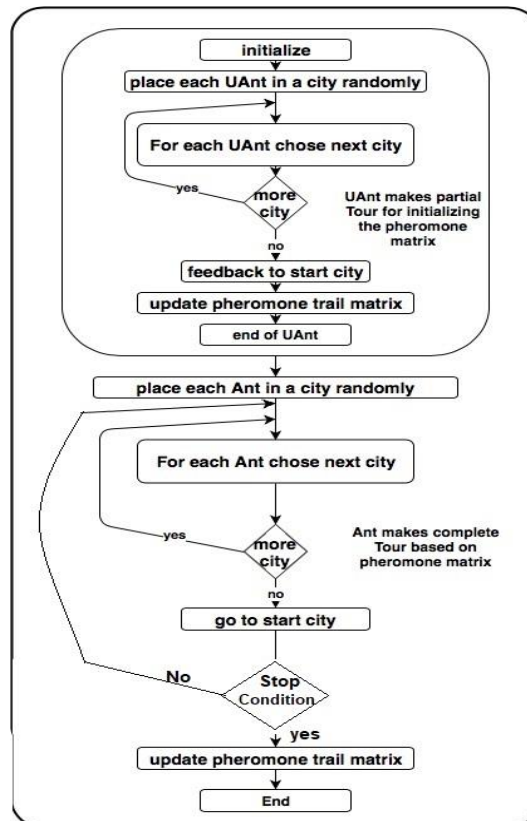 initialize
place each UAnt in a city randomly
For each UAnt chose next city
yes
more
city
UAnt makes partial
Tour for initializing
the pheromone
matrix
no
feedback to start city
update pheromone trail matrix
end of UAnt
place each Ant in a city randomly
For each Ant chose next city
yes
more
city
Ant makes complete
Tour based on
pheromone matrix
no
go to start city
No
Stop
Condition
yes
update pheromone trail matrix
End